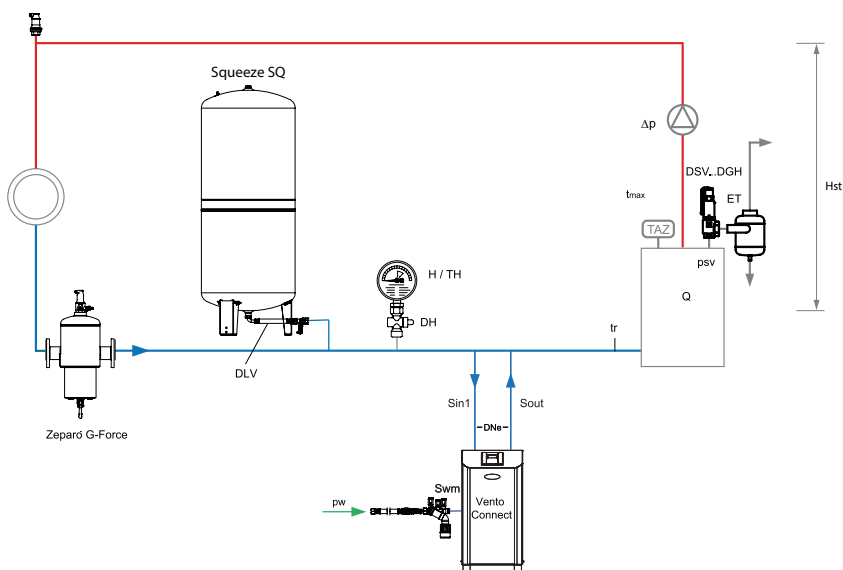 Squeeze SQ
Δp
DSV...DGH
ET
Hst
tmax
TAZ
psv
H / TH
Q
DH
tr
DLV
Sin1
Sout
DNe
Zeparo G-Force
Swm
pw
Vento
Connect